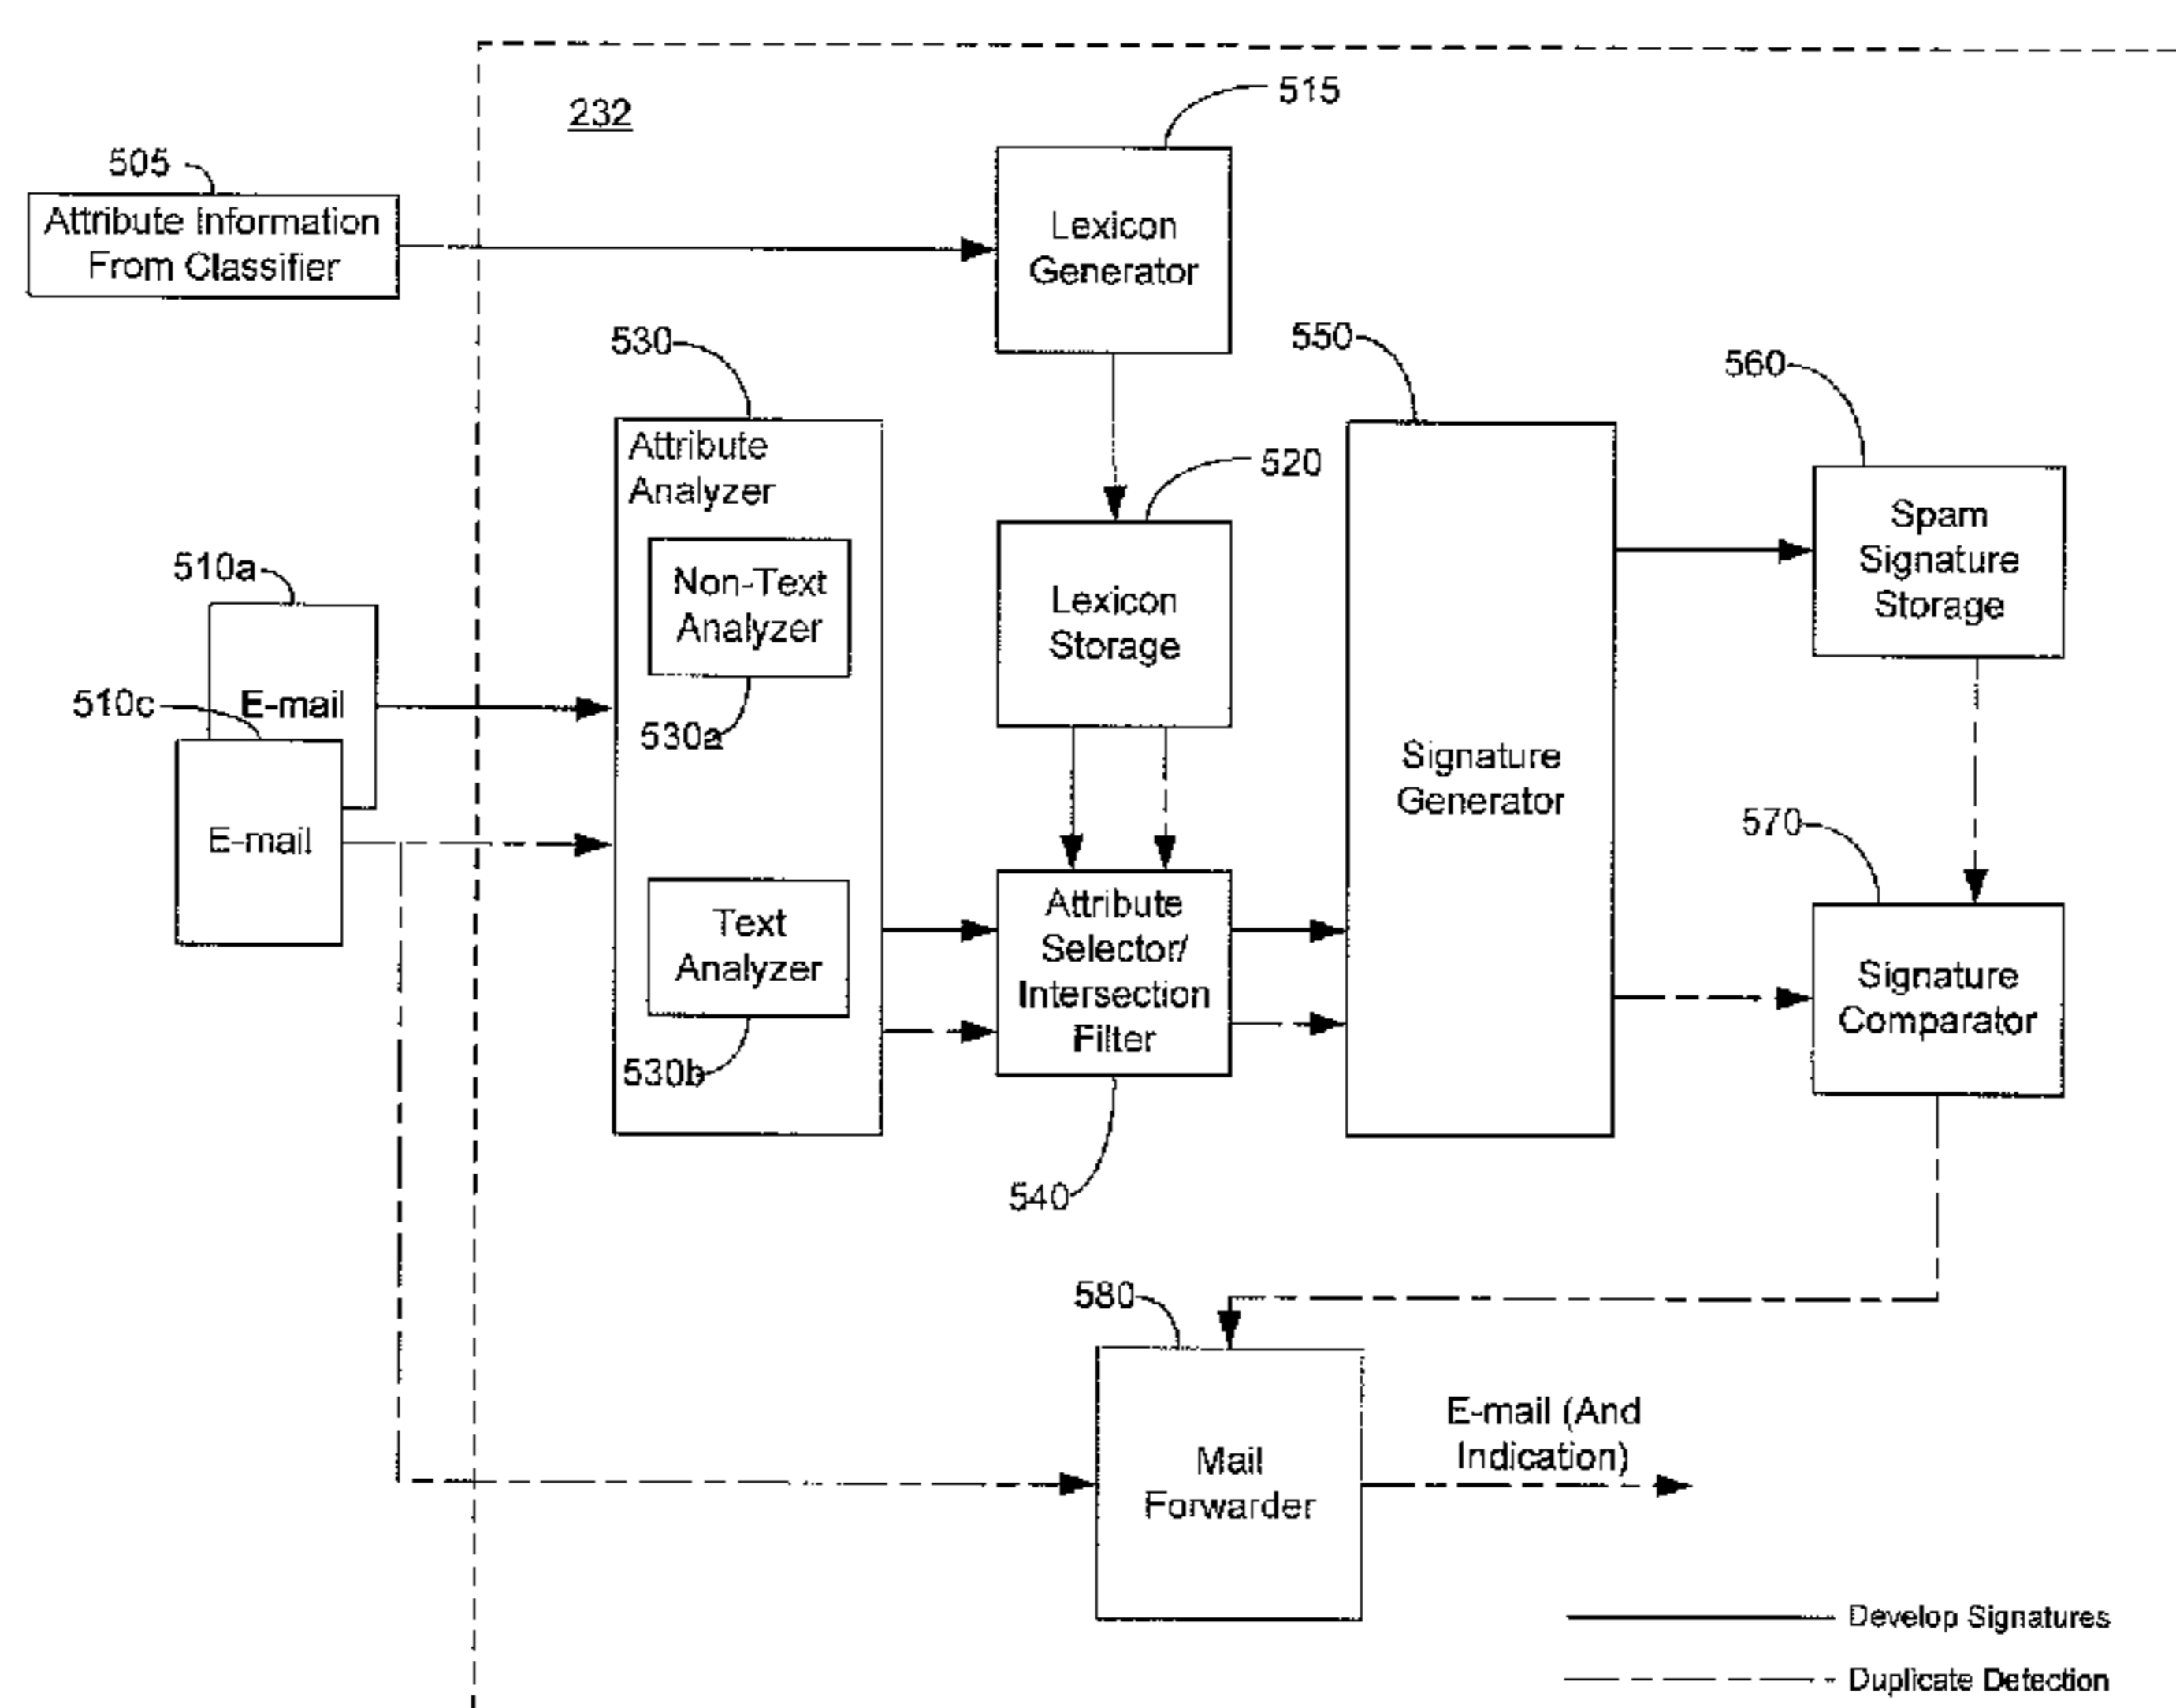 232
515
505
Attribute Information
From Classifier
Lexicon
Generator
530
550
560
Attribute
Analyzer
520
Spam
Signature
Storage
510a
Non-Text
Analyzer
Lexicon
Storage
E-mail
510c
530a
Signature
Generator
E-mail
570
Text
Analyzer
Attribute
Selector/
Intersection
Filter
Signature
Comparator
530b
540
580
E-mail (And
Indication)
Mail
Forwarder
Develop Signatures
Duplicate Detection